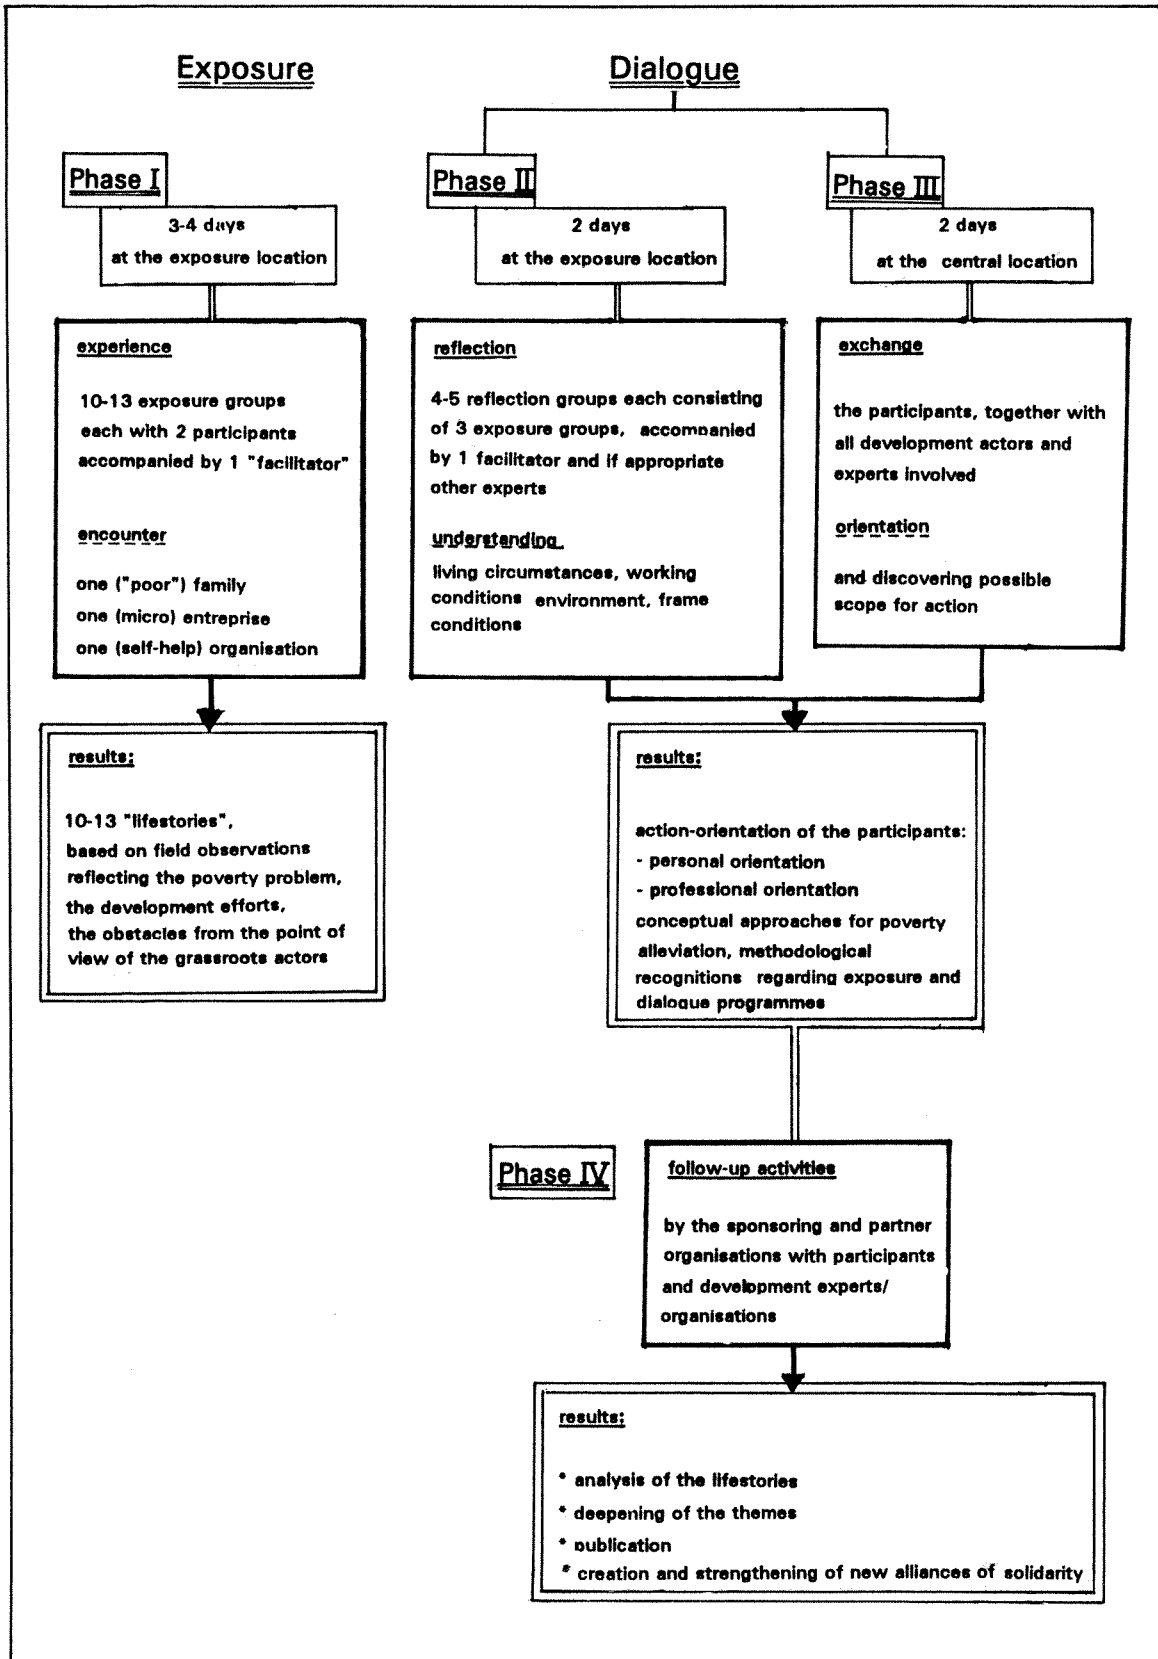 Exposure
Dialogue
Phase I
3-4 days
at the exposure location
experience
10-13 exposure groups
each with 2 participants
accompanied by 1 "facilitator"
encounter
one ("poor") family
one (micro) entreprise
one (self-help) organisation
results:
10-13 "lifestories",
based on field observations
reflecting the poverty problem,
the development efforts,
the obstacles from the point of
view of the grassroots actors
Phase II
2 days
at the exposure location
reflection
4-5 reflection groups each consisting
of 3 exposure groups, accompanied
by 1 facilitator and if appropriate
other experts
understanding
living circumstances, working
conditions environment, frame
conditions
Phase III
2 days
at the central location
exchange
the participants, together with
all development actors and
experts involved
orientation
and discovering possible
scope for action
results:
action-orientation of the participants:
- personal orientation
- professional orientation
conceptual approaches for poverty
alleviation, methodological
recognitions regarding exposure and
dialogue programmes
Phase IV
follow-up activities
by the sponsoring and partner
organisations with participants
and development experts/
organisations
results:
* analysis of the lifestories
* deepening of the themes
* publication
* creation and strengthening of new alliances of solidarity